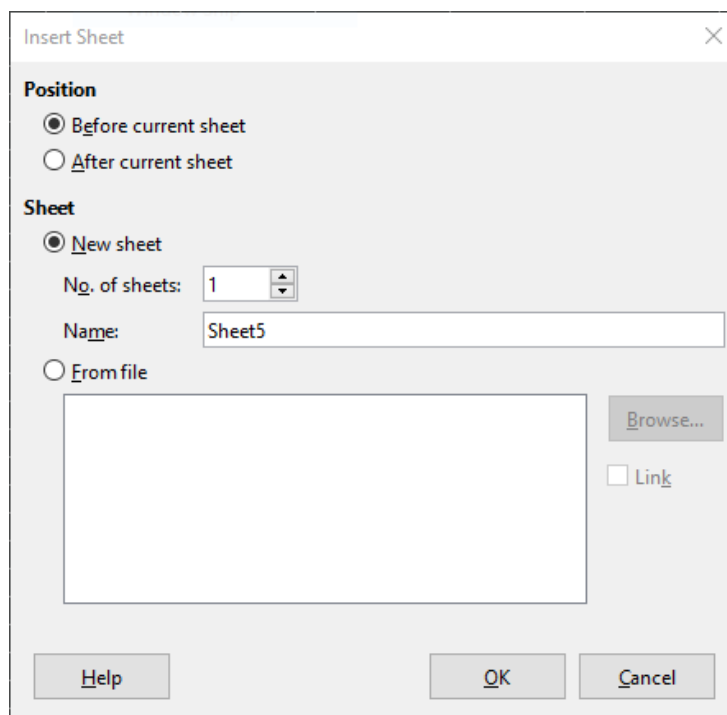 Insert Sheet
Position
Before current sheet
After current sheet
Sheet
New sheet
No. of sheets: 1
Name: Sheet5
From file
Browse...
Link
Help OK Cancel